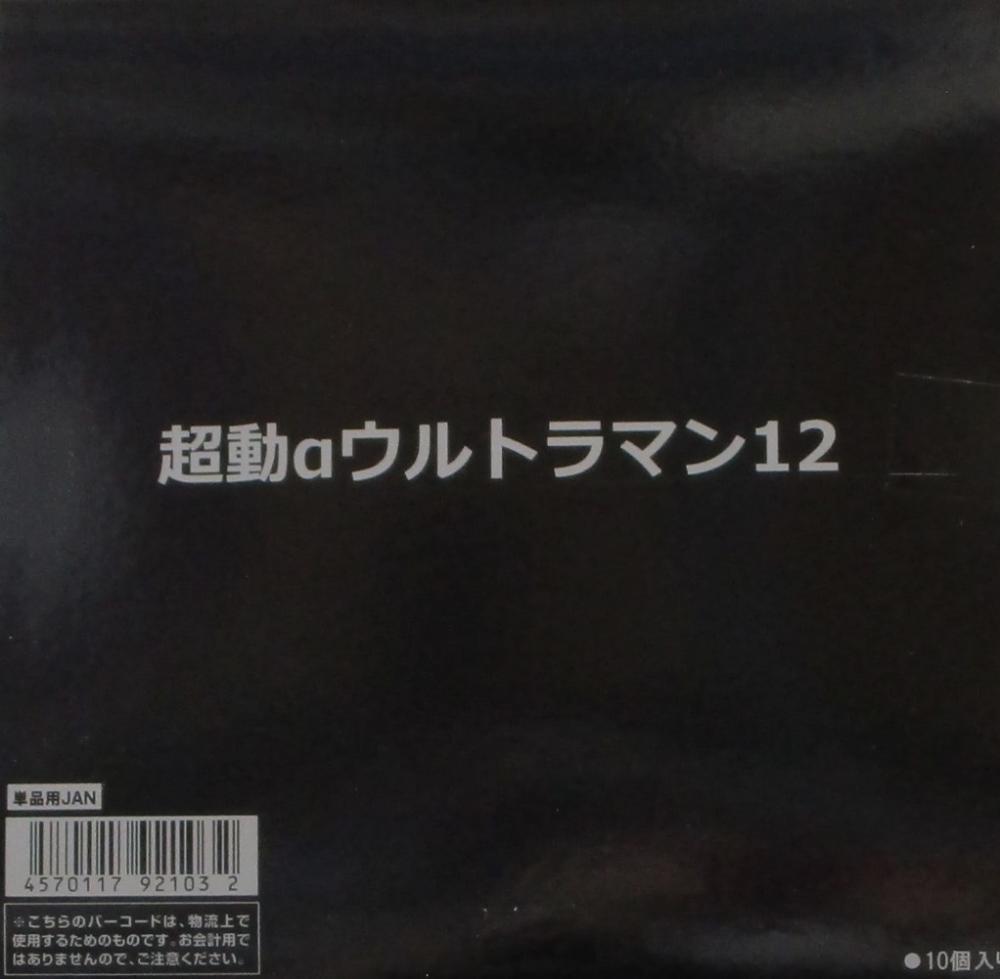 超動αウルトラマン12
単品用JAN
4570117 92103 2
※こちらのバーコードは、物流上で
使用するためのものです。お会計用で
はありませんので、ご注意ください。
●10個入り